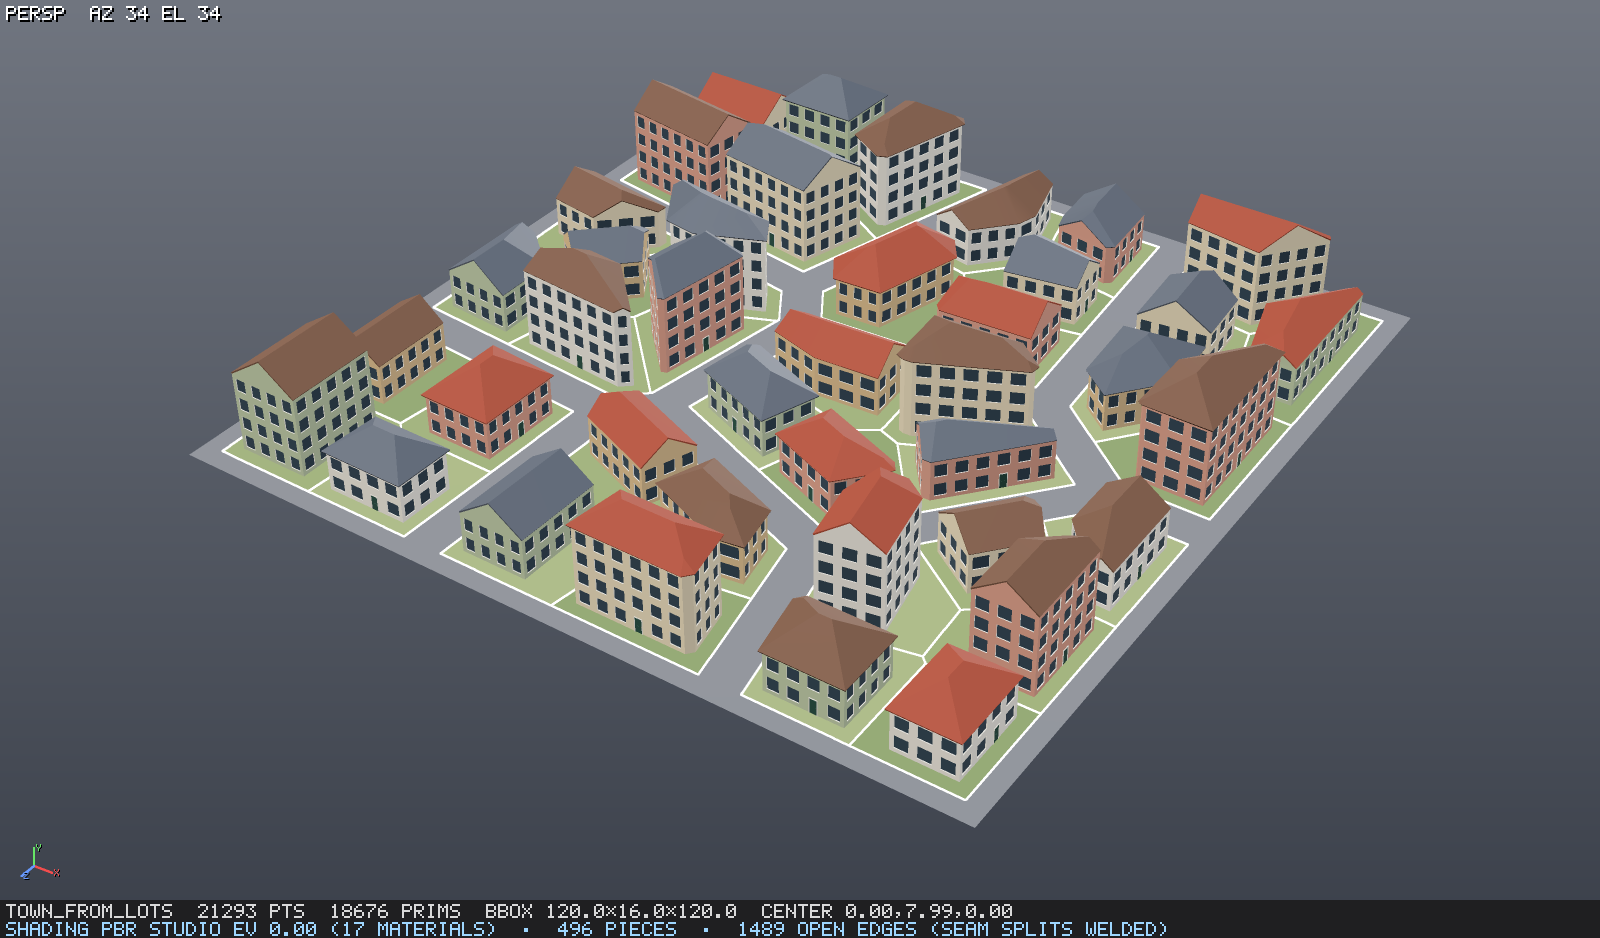 PERSP  AZ 34 EL 34
Y
X
Z
TOWN_FROM_LOTS  21293 PTS  18676 PRIMS  BBOX 120.0×16.0×120.0  CENTER 0.00,7.99,0.00
SHADING PBR STUDIO EV 0.00 (17 MATERIALS)  ·  496 PIECES  ·  1489 OPEN EDGES (SEAM SPLITS WELDED)